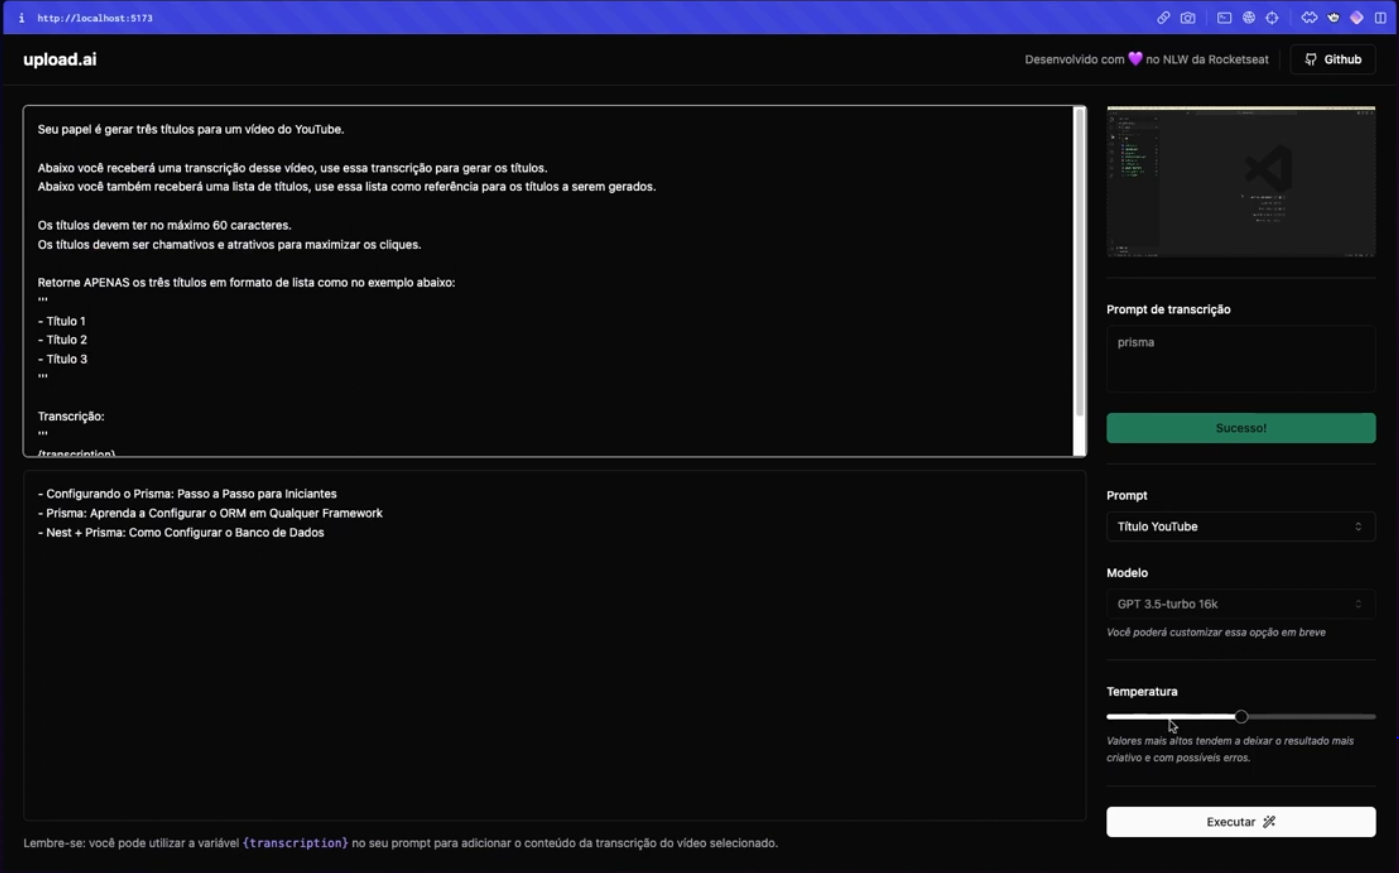 http://localhost:5173
upload.ai
Desenvolvido com 💜 no NLW da Rocketseat
Github
Seu papel é gerar três títulos para um vídeo do YouTube.
Abaixo você receberá uma transcrição desse vídeo, use essa transcrição para gerar os títulos.
Abaixo você também receberá uma lista de títulos, use essa lista como referência para os títulos a serem gerados.
Os títulos devem ter no máximo 60 caracteres.
Os títulos devem ser chamativos e atrativos para maximizar os cliques.
Retorne APENAS os três títulos em formato de lista como no exemplo abaixo:
'''
- Título 1
- Título 2
- Título 3
'''
Transcrição:
'''
{transcription}
- Configurando o Prisma: Passo a Passo para Iniciantes
- Prisma: Aprenda a Configurar o ORM em Qualquer Framework
- Nest + Prisma: Como Configurar o Banco de Dados
Lembre-se: você pode utilizar a variável {transcription} no seu prompt para adicionar o conteúdo da transcrição do vídeo selecionado.
Prompt de transcrição
prisma
Sucesso!
Prompt
Título YouTube
Modelo
GPT 3.5-turbo 16k
Você poderá customizar essa opção em breve
Temperatura
Valores mais altos tendem a deixar o resultado mais
criativo e com possíveis erros.
Executar